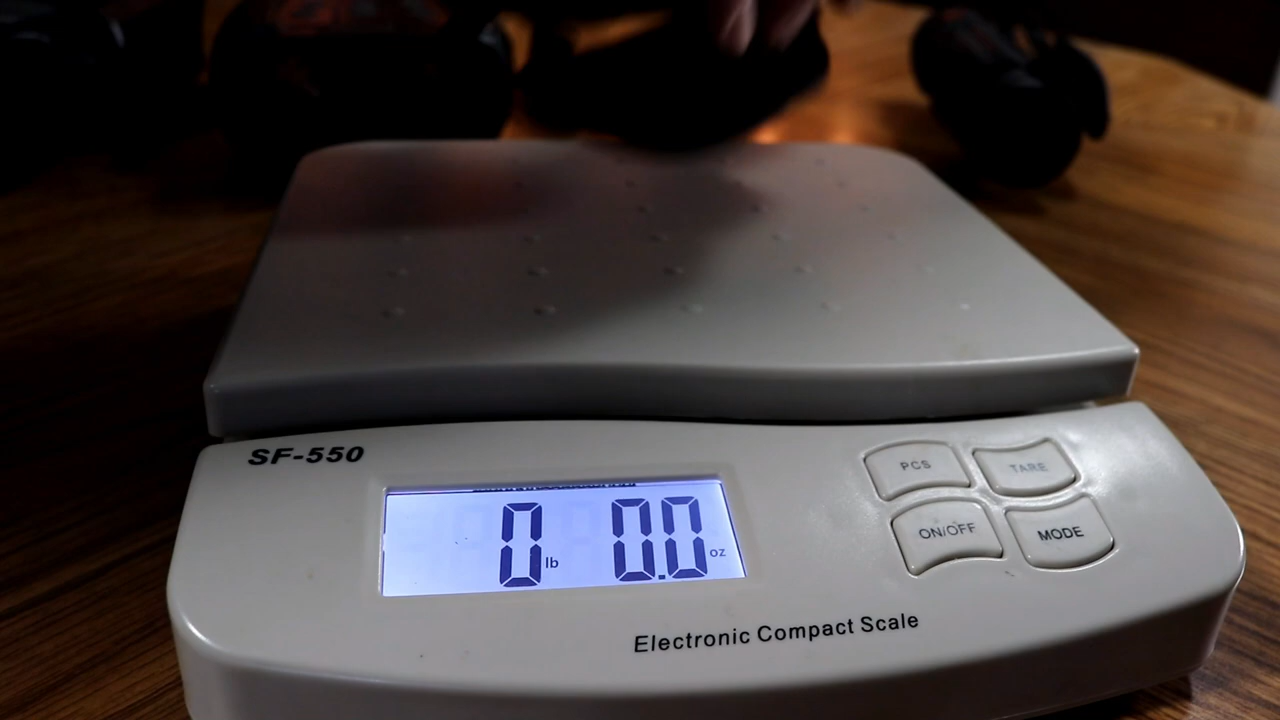 SF-550
0 lb 0.0 oz
PCS TARE
ON/OFF MODE
Electronic Compact Scale